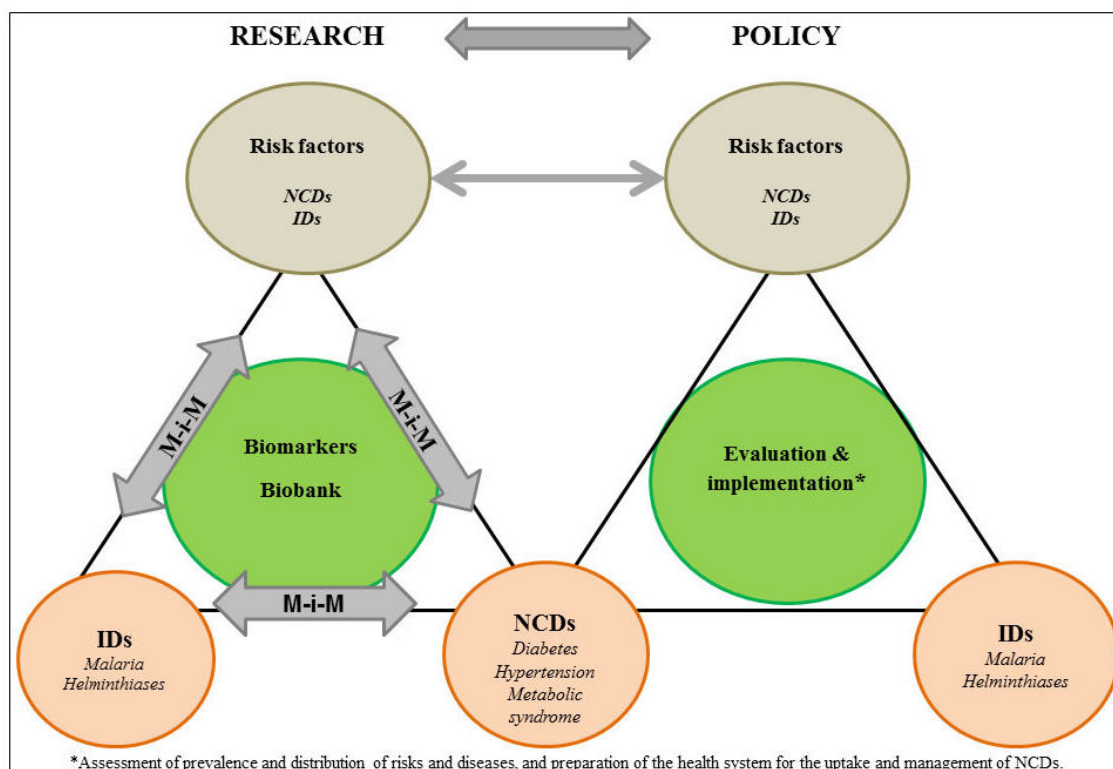 RESEARCH
POLICY
Risk factors
NCDs
IDs
Risk factors
NCDs
IDs
M-i-M
M-i-M
Biomarkers
Biobank
Evaluation &
implementation*
M-i-M
IDs
Malaria
Helminthiases
NCDs
Diabetes
Hypertension
Metabolic
syndrome
IDs
Malaria
Helminthiases
*Assessment of prevalence and distribution of risks and diseases, and preparation of the health system for the uptake and management of NCDs.